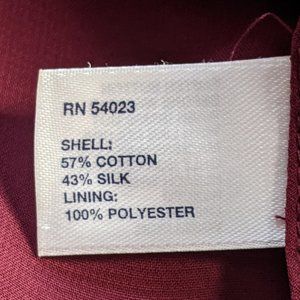 RN 54023
SHELL:
57% COTTON
43% SILK
LINING:
100% POLYESTER